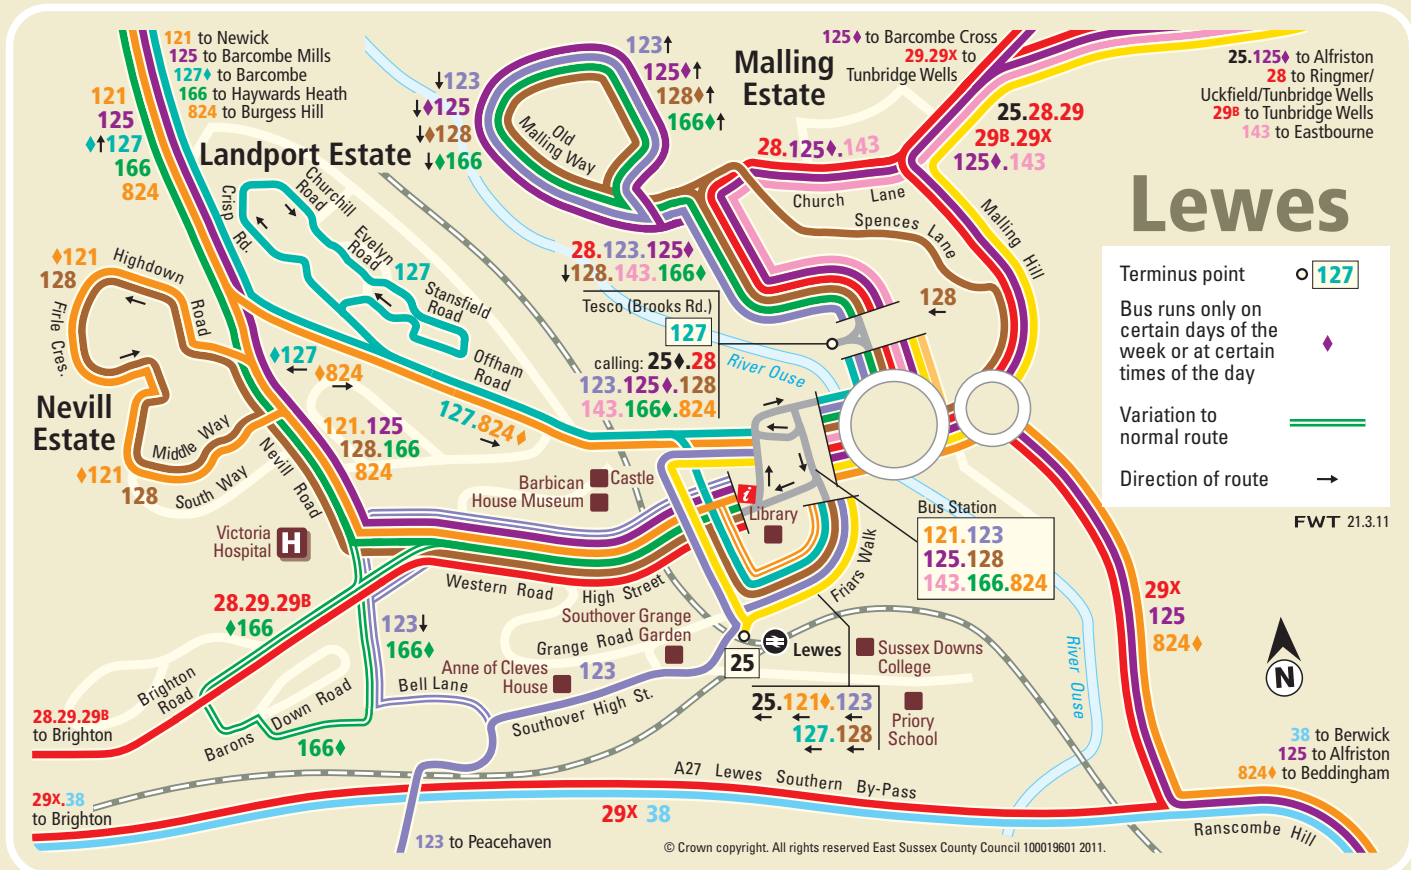 121 to Newick
125 to Barcombe Mills
127♦ to Barcombe
166 to Haywards Heath
824 to Burgess Hill
121
125
♦↑127
166
824
Landport Estate
↓123
↓♦125
↓♦128
↓♦166
123↑
125♦↑
128♦↑
166♦↑
Old
Malling Way
Malling
Estate
125♦ to Barcombe Cross
29.29X to
Tunbridge Wells
25.125♦ to Alfriston
28 to Ringmer/
Uckfield/Tunbridge Wells
29B to Tunbridge Wells
143 to Eastbourne
25.28.29
29B.29X
125♦.143
28.125♦.143
Church Lane
Spences Lane
Malling Hill
Lewes
Terminus point
127
Bus runs only on
certain days of the
week or at certain
times of the day
Variation to
normal route
Direction of route
FWT 21.3.11
Crisp Rd.
Churchill
Road
Evelyn
Road
127
Stansfield
Road
Offham
Road
♦121
128
Highdown Road
Firle Cres.
Nevill
Estate
Middle Way
♦121
128
South Way
Nevill Road
♦127
←
♦824
→
127.824♦
→
121.125
128.166
824
28.123.125♦
↓128.143.166♦
Tesco (Brooks Rd.)
127
calling: 25♦.28
123.125♦.128
143.166♦.824
River Ouse
128
←
Barbican
House Museum
Castle
i
Library
Bus Station
121.123
125.128
143.166.824
Friars Walk
Victoria
Hospital
H
Western Road
High Street
28.29.29B
♦166
123↓
166♦
Southover Grange
Garden
Grange Road
Anne of Cleves
House
123
Bell Lane
Southover High St.
Lewes
25
Sussex Downs
College
Priory
School
25.121♦.123
← ← ←
127.128
← ←
29X
125
824♦
River Ouse
N
Brighton
Road
Barons Down Road
166♦
28.29.29B
to Brighton
29X.38
to Brighton
A27 Lewes Southern By-Pass
29X 38
123 to Peacehaven
38 to Berwick
125 to Alfriston
824♦ to Beddingham
Ranscombe Hill
© Crown copyright. All rights reserved East Sussex County Council 100019601 2011.